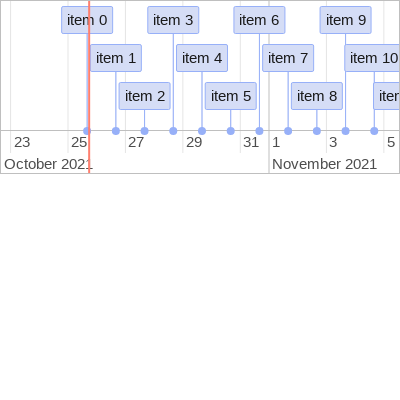 item 0 item 3 item 6 item 9
item 1 item 4 item 7 item 10
item 2 item 5 item 8
23 25 27 29 31 1 3 5
October 2021 November 2021